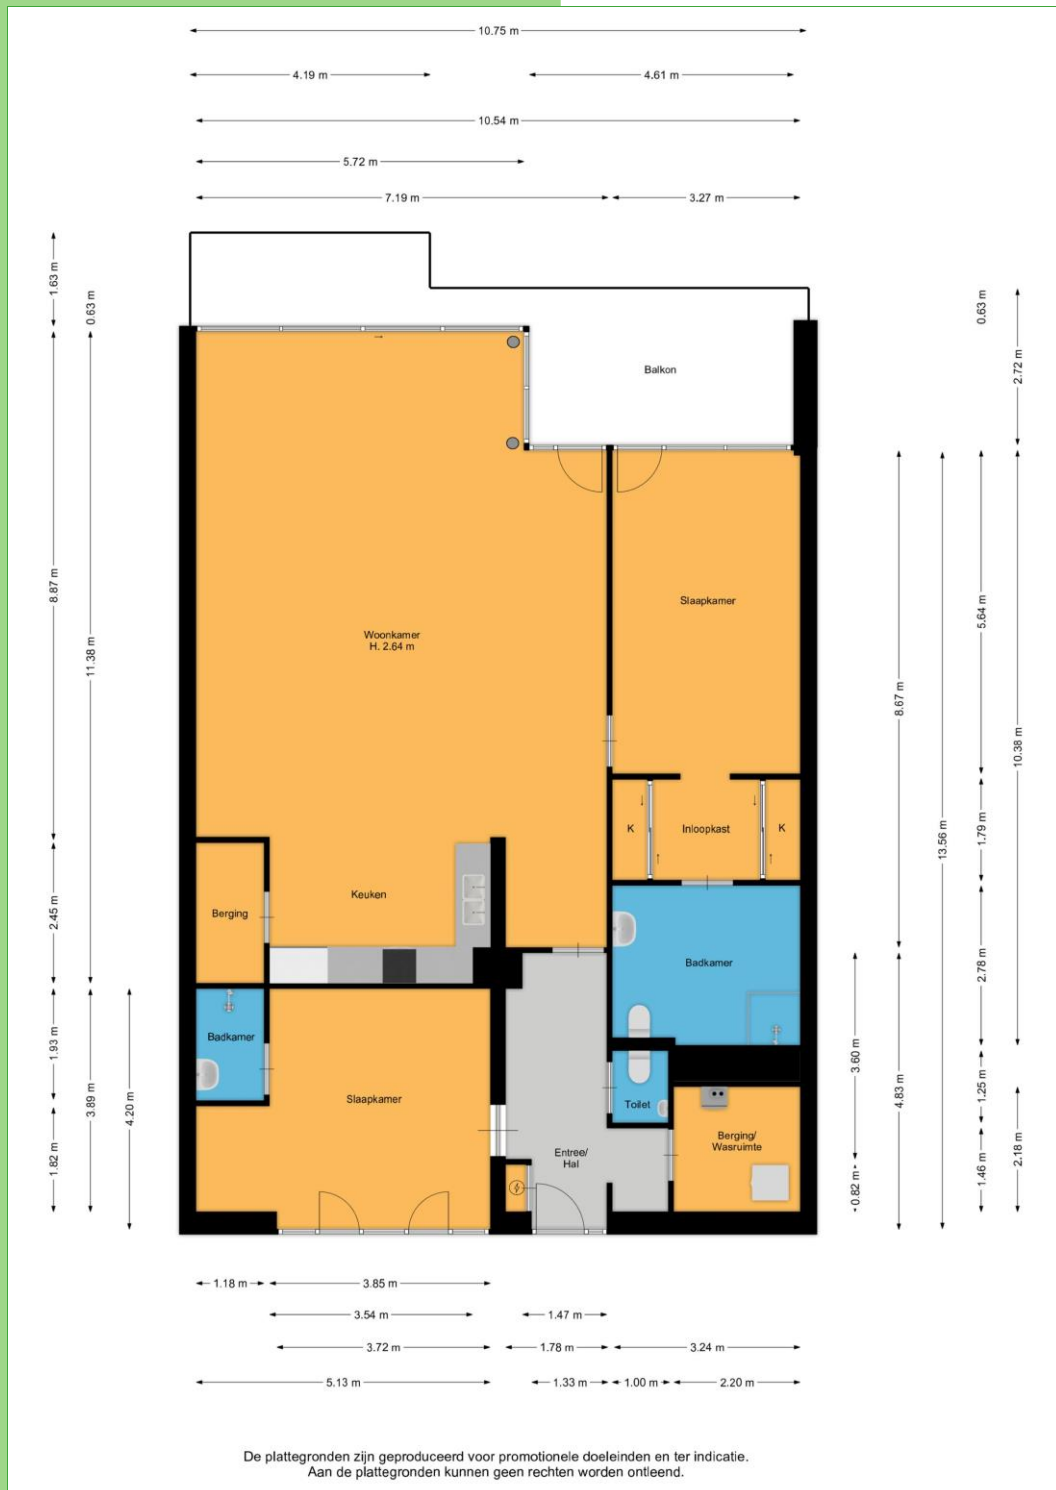 10.75 m
4.19 m
4.61 m
10.54 m
5.72 m
7.19 m
3.27 m
1.63 m
0.63 m
0.63 m
2.72 m
Balkon
8.87 m
11.38 m
Slaapkamer
5.64 m
Woonkamer
H. 2.64 m
8.67 m
10.38 m
K
Inloopkast
K
1.79 m
13.56 m
Keuken
Berging
2.45 m
Badkamer
2.78 m
Badkamer
1.93 m
3.89 m
4.20 m
Slaapkamer
Toilet
3.60 m
4.83 m
1.25 m
Berging/
Wasruimte
Entree/
Hal
1.82 m
0.82 m
1.46 m
2.18 m
1.18 m
3.85 m
3.54 m
1.47 m
3.72 m
1.78 m
3.24 m
5.13 m
1.33 m
1.00 m
2.20 m
De plattegronden zijn geproduceerd voor promotionele doeleinden en ter indicatie.
Aan de plattegronden kunnen geen rechten worden ontleend.